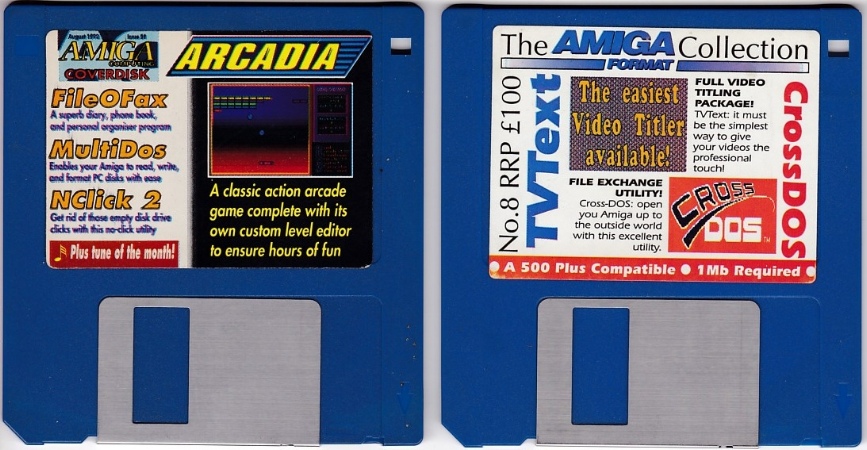 August 1990 Issue 28
AMIGA
COMPUTING
COVERDISK
FileOFax
A superb diary, phone book,
and personal organiser program
MultiDos
Enables your Amiga to read, write,
and format PC disks with ease
NClick 2
Get rid of those empty disk drive
clicks with this no-click utility
Plus tune of the month!
ARCADIA
A classic action arcade
game complete with its
own custom level editor
to ensure hours of fun
The AMIGA Collection
FORMAT
No.8 RRP £100
TVText
The easiest
Video Titler
available!
FULL VIDEO
TITLING
PACKAGE!
TVText: it must
be the simplest
way to give
your videos the
professional
touch!
FILE EXCHANGE
UTILITY!
Cross-DOS: open
you Amiga up to
the outside world
with this excellent
utility.
CROSS
DOS™
CrossDOS
A 500 Plus Compatible ● 1Mb Required